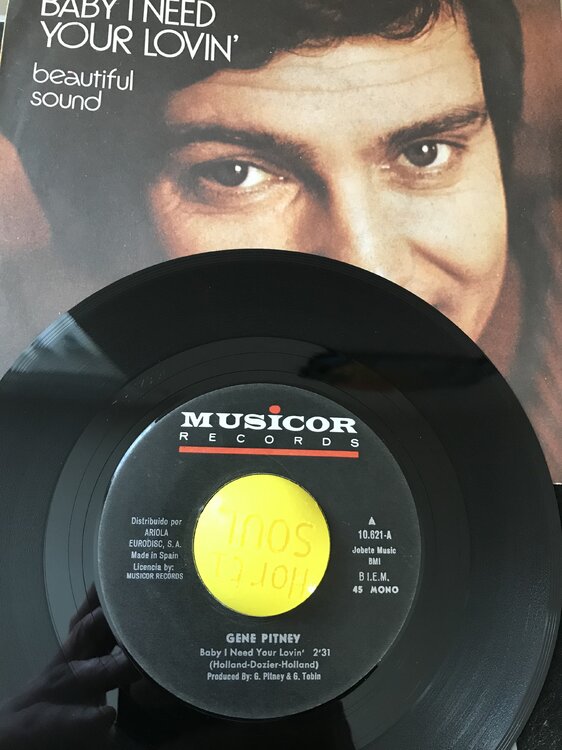 BABY I NEED
YOUR LOVIN'
beautiful
sound
MUSICOR
RECORDS
Distribuido por
ARIOLA
EURODISC, S.A.
Made in Spain
Licencia by:
MUSICOR RECORDS
A
10.621-A
Jobete Music
BMI
B I.E.M.
45 MONO
SOUL
GENE PITNEY
Baby I Need Your Lovin' 2'31
(Holland-Dozier-Holland)
Produced By: G. Pitney & G. Tobin